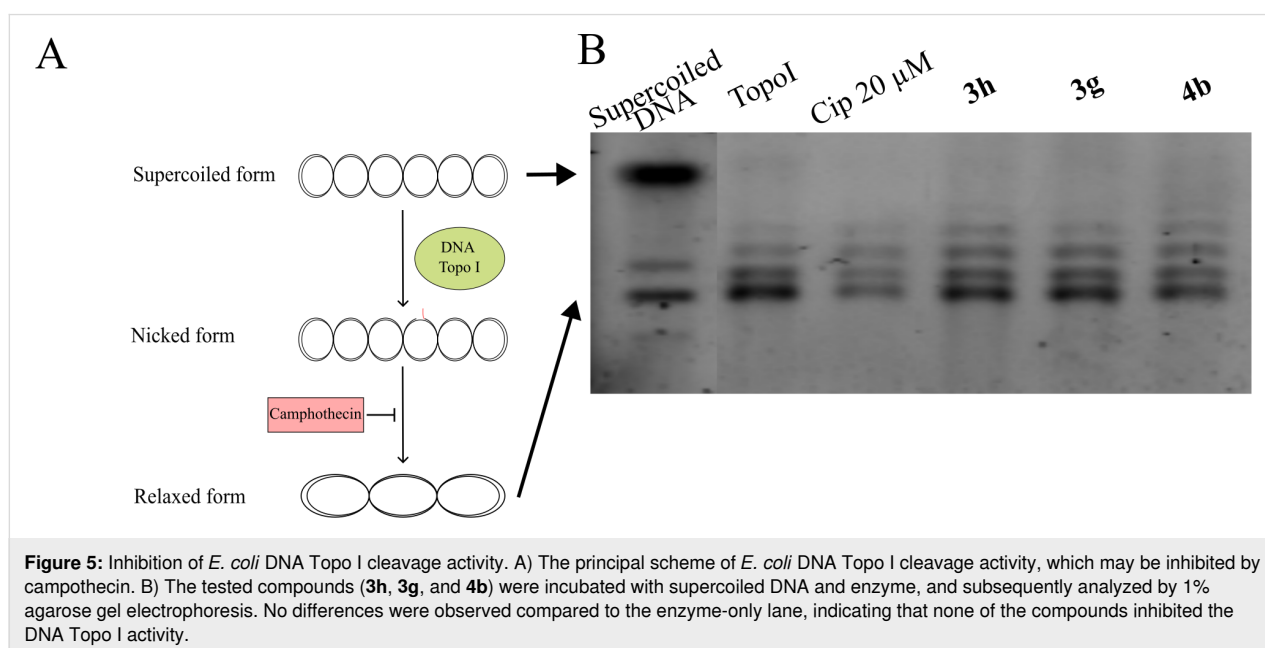 A
B
Supercoiled
DNA
TopoI
Cip 20 µM
3h
3g
4b
Supercoiled form
DNA
Topo I
Nicked form
Camphothecin
Relaxed form
Figure 5: Inhibition of E. coli DNA Topo I cleavage activity. A) The principal scheme of E. coli DNA Topo I cleavage activity, which may be inhibited by
campothecin. B) The tested compounds (3h, 3g, and 4b) were incubated with supercoiled DNA and enzyme, and subsequently analyzed by 1%
agarose gel electrophoresis. No differences were observed compared to the enzyme-only lane, indicating that none of the compounds inhibited the
DNA Topo I activity.